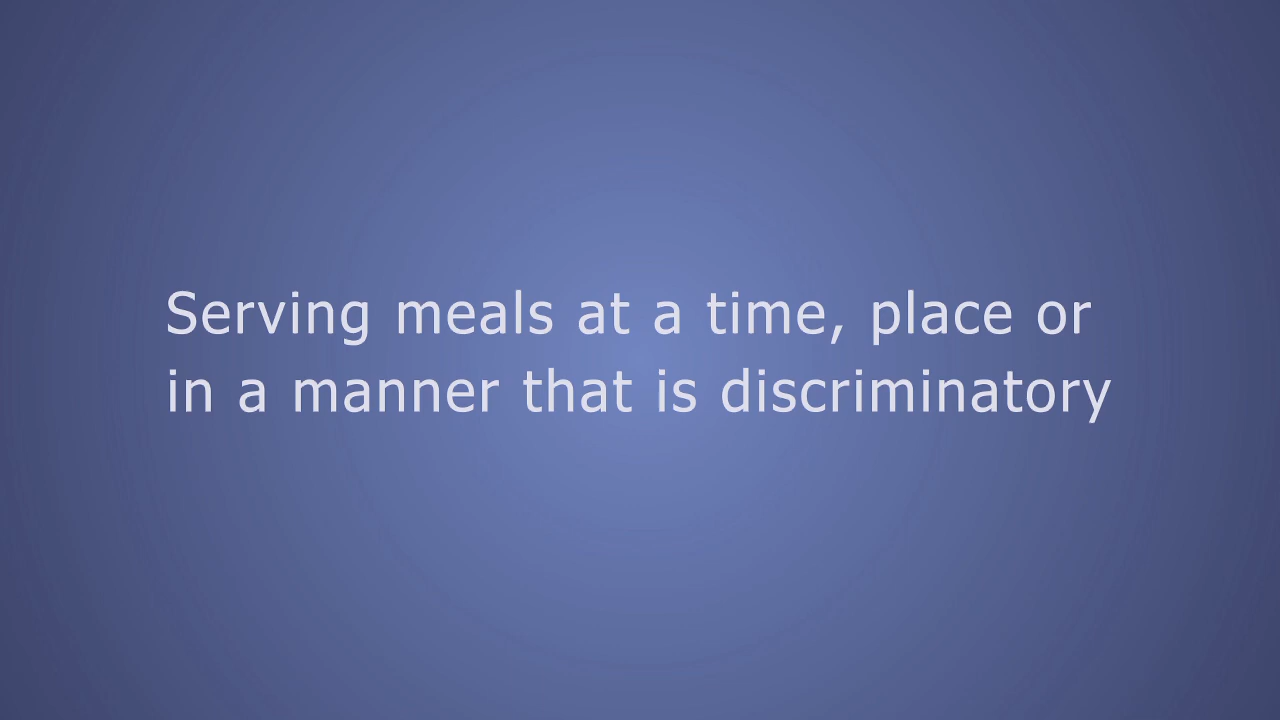 Serving meals at a time, place or
in a manner that is discriminatory